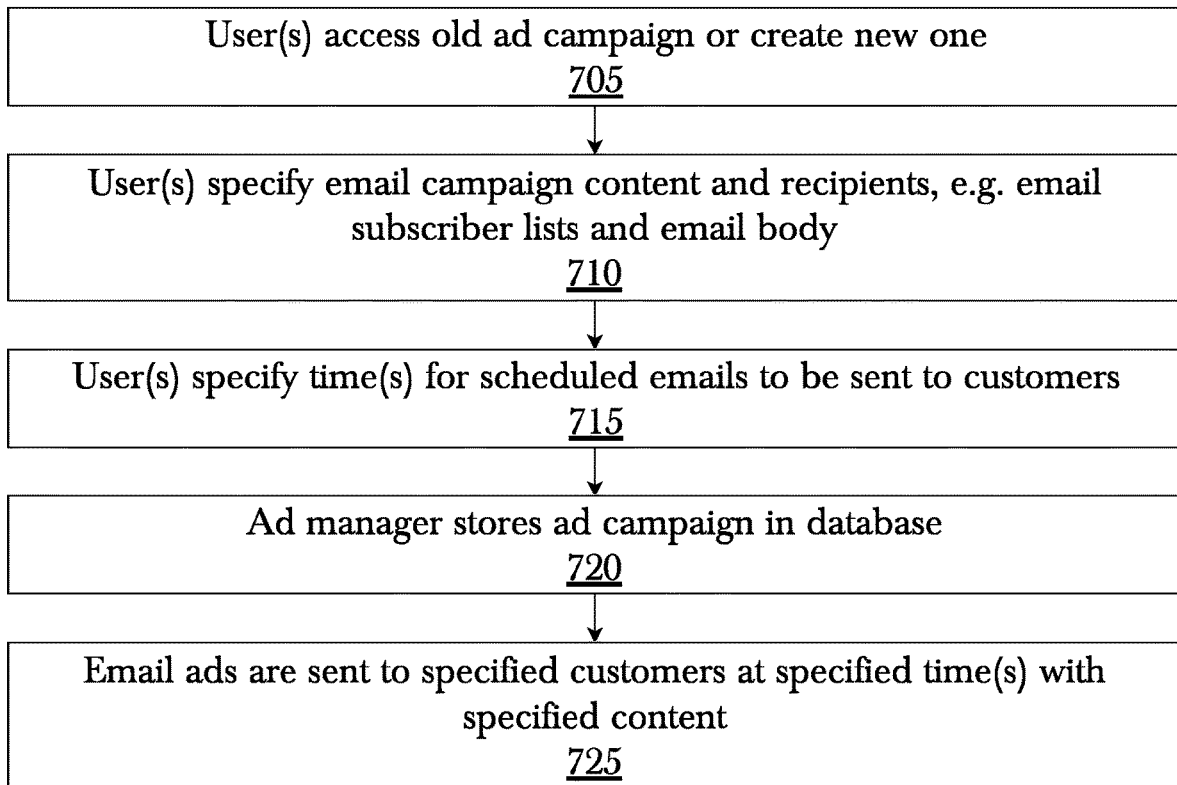 User(s) access old ad campaign or create new one
705
User(s) specify email campaign content and recipients, e.g. email
subscriber lists and email body
710
User(s) specify time(s) for scheduled emails to be sent to customers
715
Ad manager stores ad campaign in database
720
Email ads are sent to specified customers at specified time(s) with
specified content
725